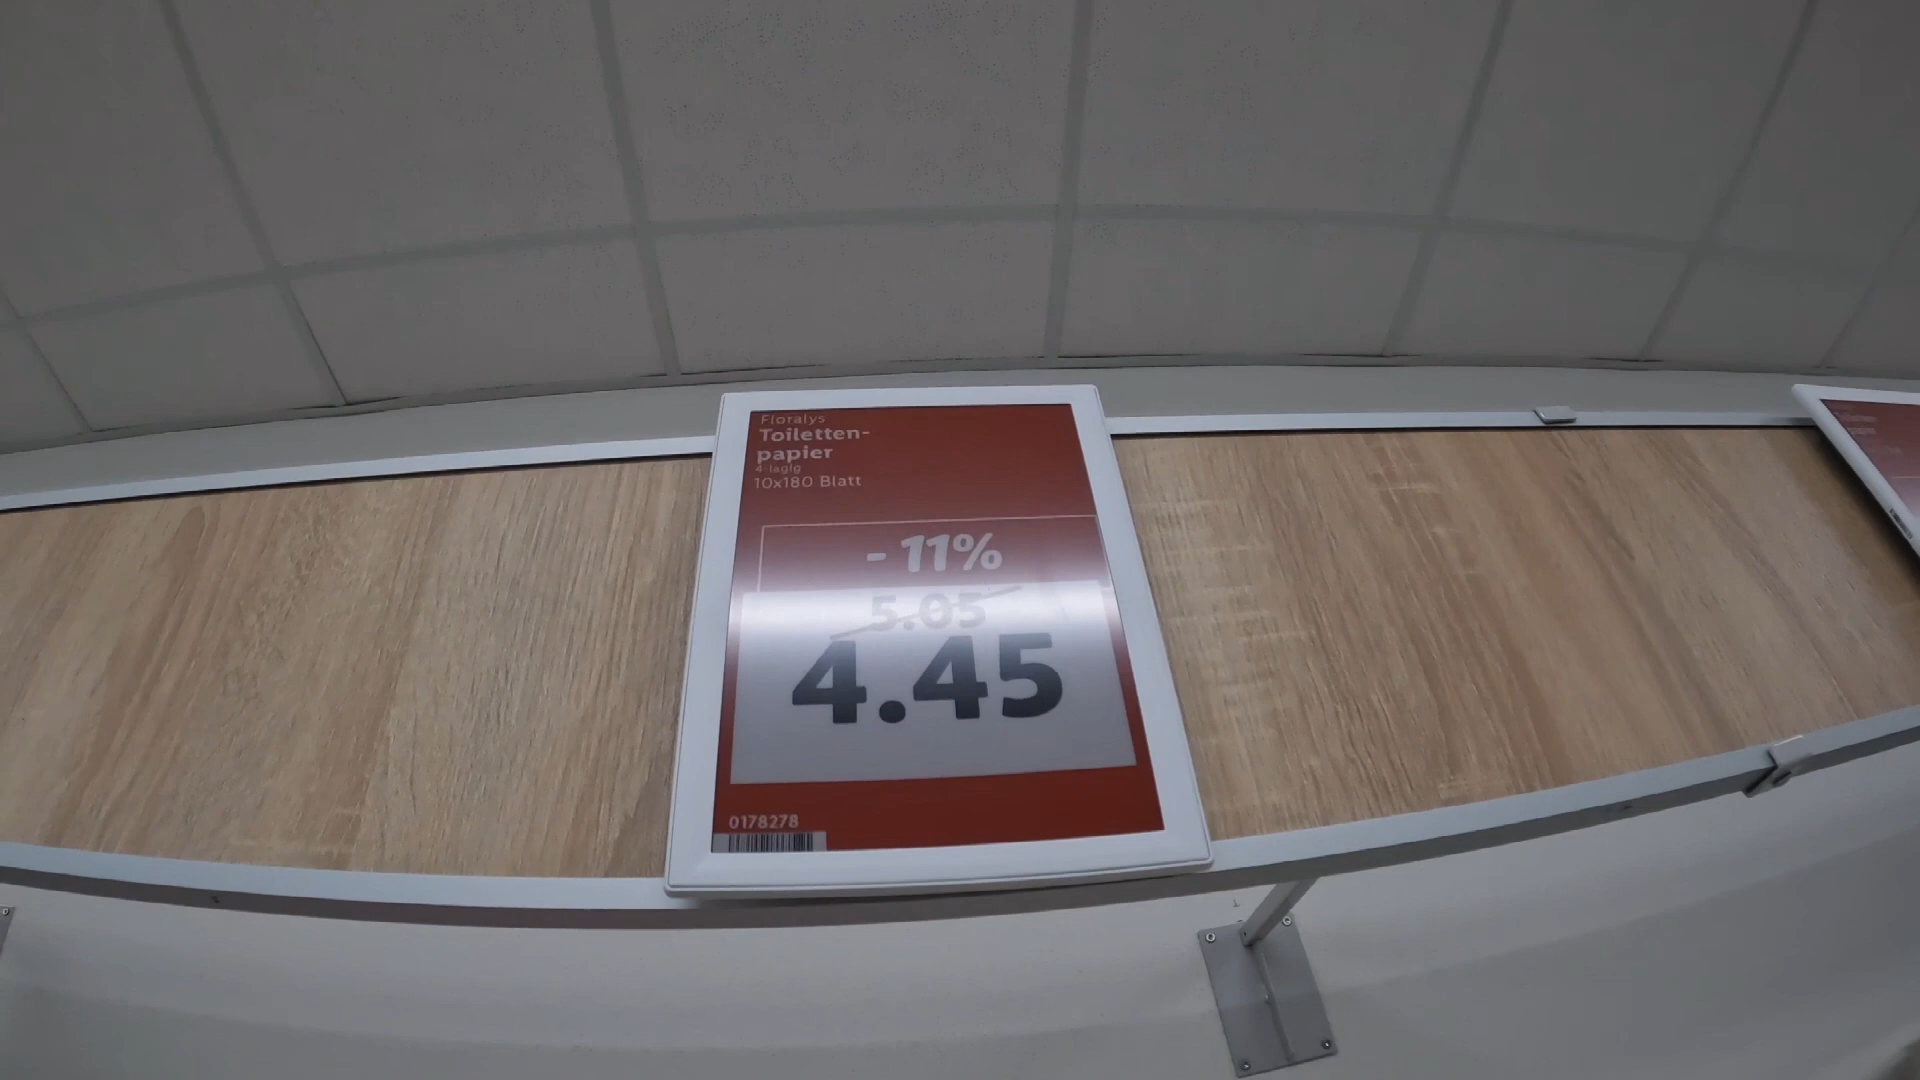 Floralys
Toiletten-
papier
4-lagig
10x180 Blatt
- 11%
5.05
4.45
0178278